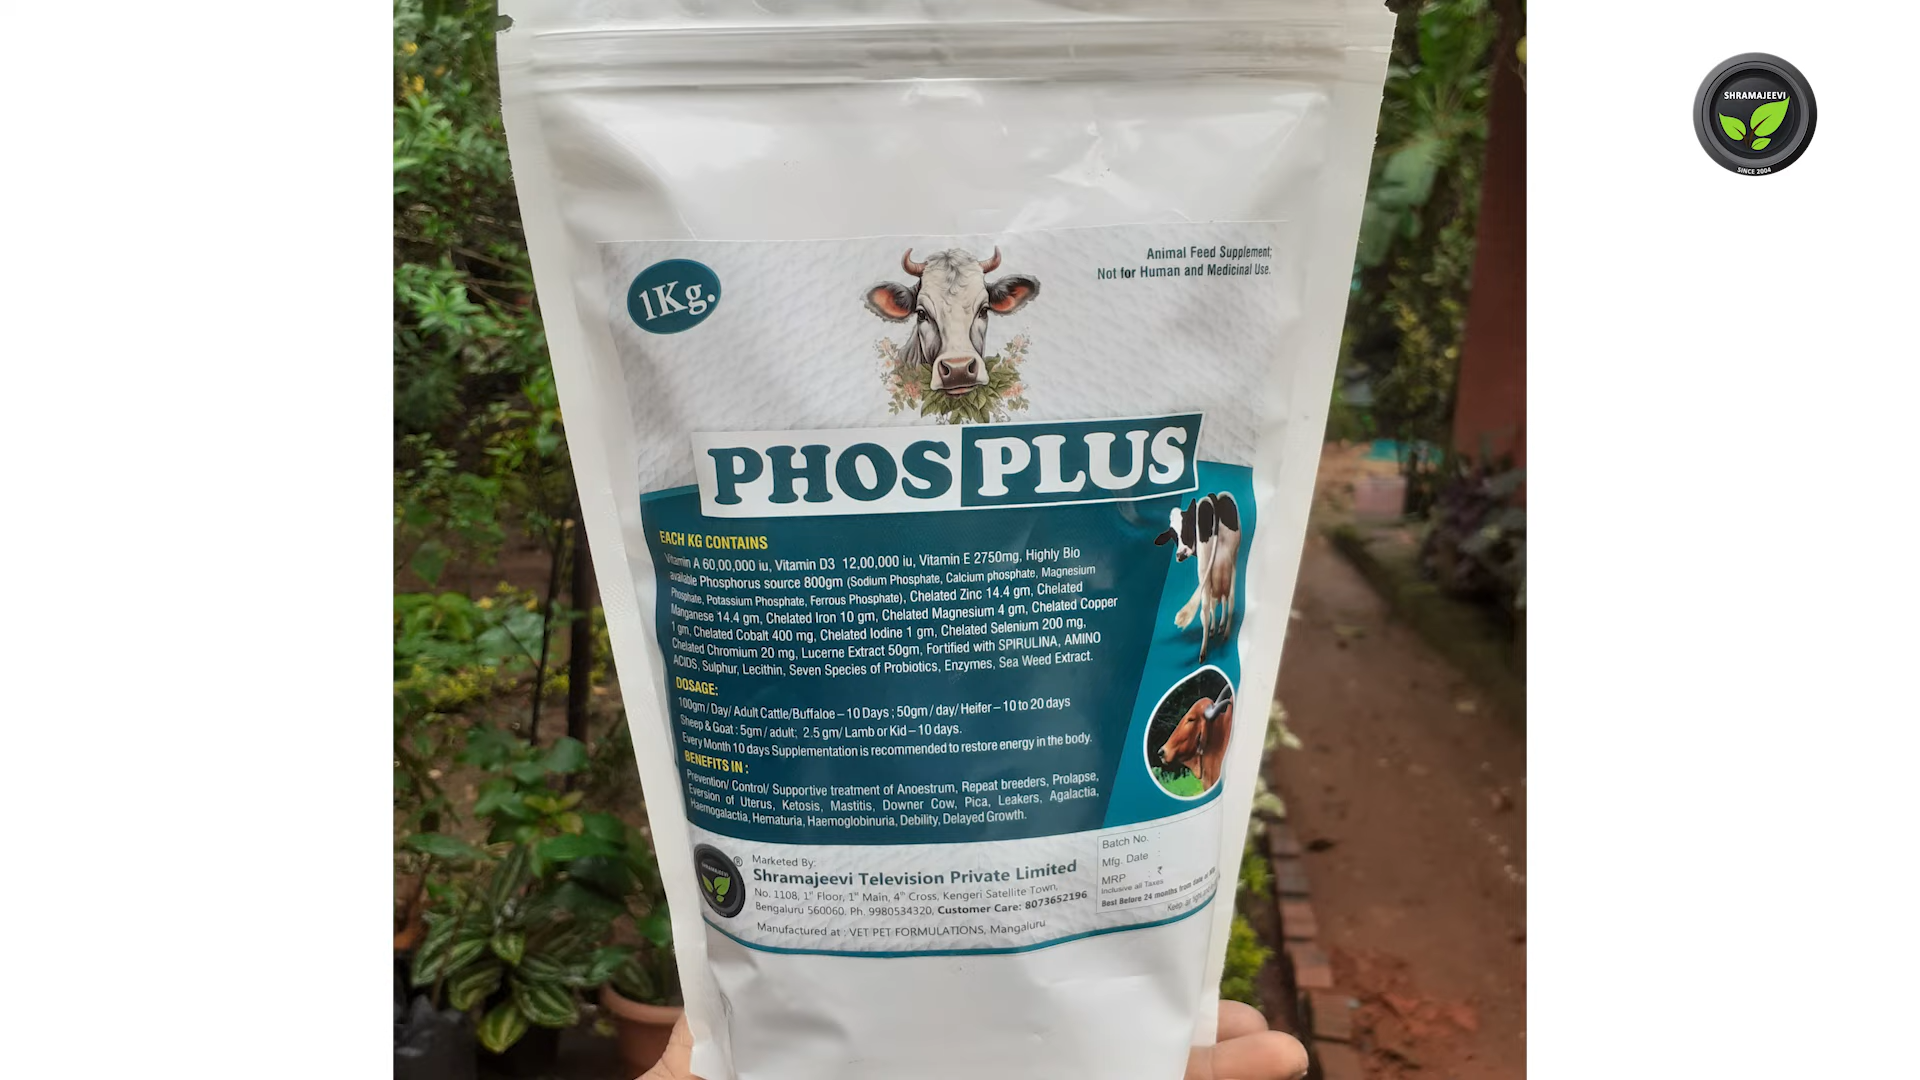 SHRAMAJEEVI
SINCE 2004
1Kg.
Animal Feed Supplement;
Not for Human and Medicinal Use.
PHOS PLUS
EACH KG CONTAINS
Vitamin A 60,00,000 iu, Vitamin D3 12,00,000 iu, Vitamin E 2750mg, Highly Bio
available Phosphorus source 800gm (Sodium Phosphate, Calcium phosphate, Magnesium
Phosphate, Potassium Phosphate, Ferrous Phosphate), Chelated Zinc 14.4 gm, Chelated
Manganese 14.4 gm, Chelated Iron 10 gm, Chelated Magnesium 4 gm, Chelated Copper
1 gm, Chelated Cobalt 400 mg, Chelated Iodine 1 gm, Chelated Selenium 200 mg,
Chelated Chromium 20 mg, Lucerne Extract 50gm, Fortified with SPIRULINA, AMINO
ACIDS, Sulphur, Lecithin, Seven Species of Probiotics, Enzymes, Sea Weed Extract.
DOSAGE:
100gm / Day/ Adult Cattle/Buffaloe – 10 Days ; 50gm / day/ Heifer – 10 to 20 days
Sheep & Goat : 5gm / adult; 2.5 gm/ Lamb or Kid – 10 days.
Every Month 10 days Supplementation is recommended to restore energy in the body.
BENEFITS IN :
Prevention/ Control/ Supportive treatment of Anoestrum, Repeat breeders, Prolapse,
Eversion of Uterus, Ketosis, Mastitis, Downer Cow, Pica, Leakers, Agalactia,
Haemogalactia, Hematuria, Haemoglobinuria, Debility, Delayed Growth.
SHRAMAJEEVI
®
Marketed By:
Shramajeevi Television Private Limited
No. 1108, 1st Floor, 1st Main, 4th Cross, Kengeri Satellite Town,
Bengaluru 560060. Ph. 9980534320, Customer Care: 8073652196
Manufactured at : VET PET FORMULATIONS, Mangaluru
Batch No. :
Mfg. Date :
MRP : ₹
Inclusive all Taxes
Best Before 24 months from
Keep